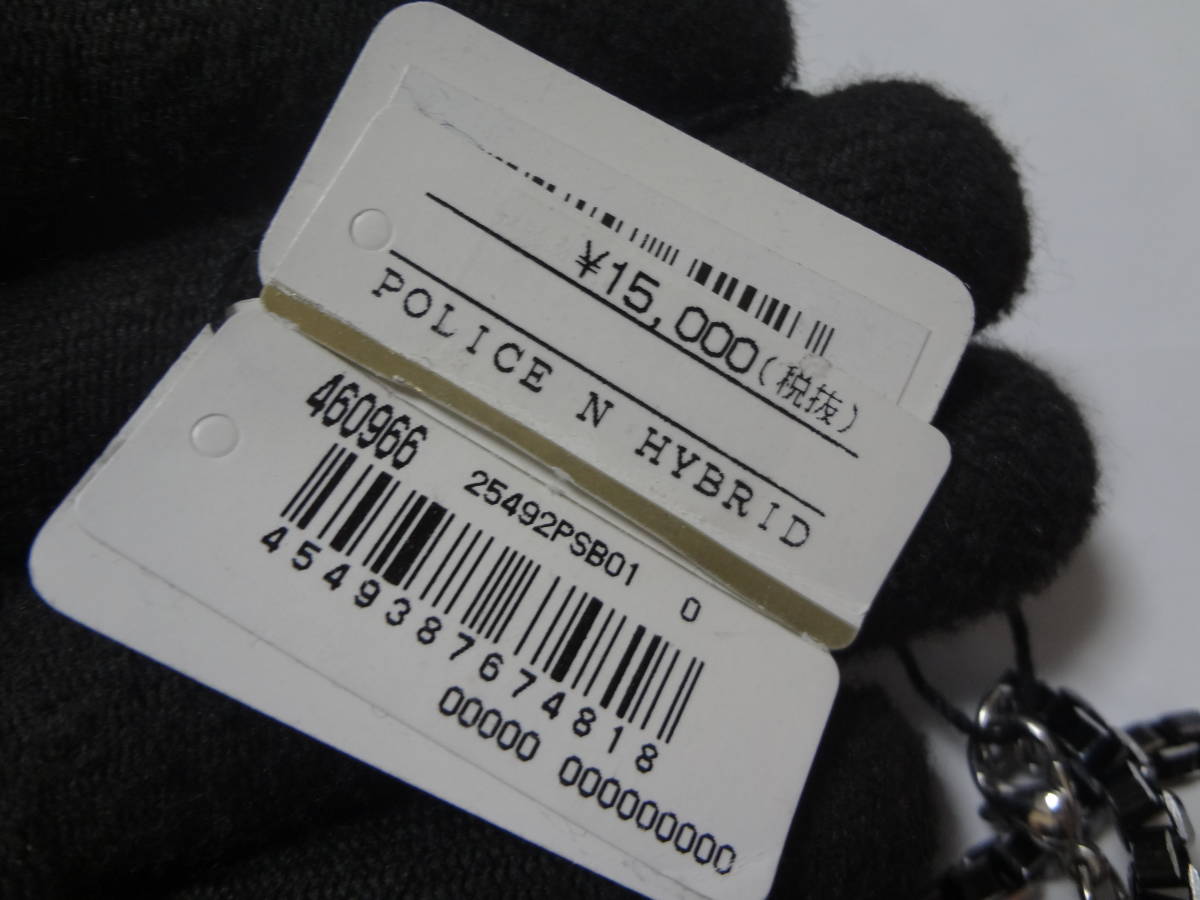 ¥15,000(税抜)
POLICE N HYBRID
460966
25492PSB01 0
4549387674818
00000 000000000